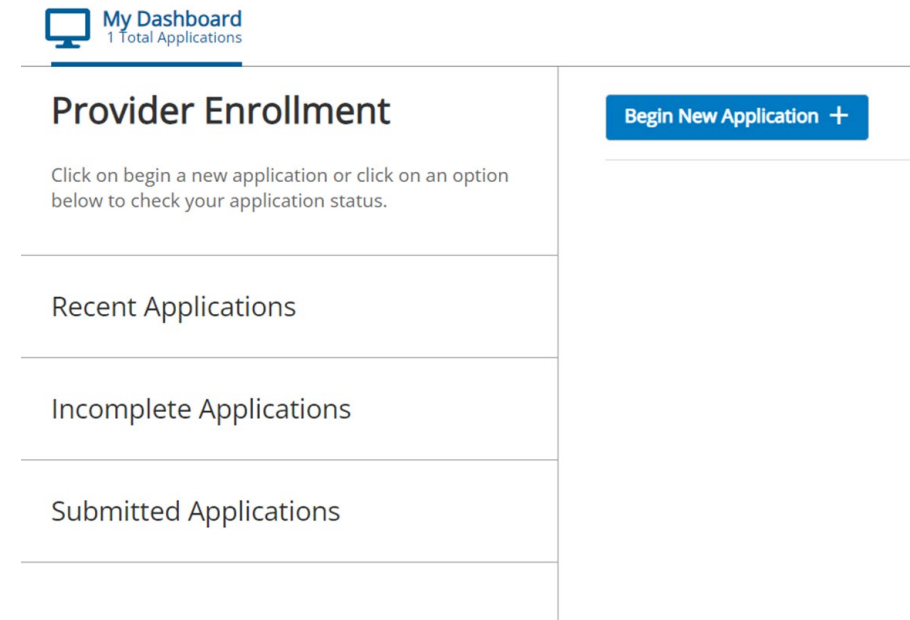 My Dashboard
1 Total Applications
Provider Enrollment
Click on begin a new application or click on an option
below to check your application status.
Recent Applications
Incomplete Applications
Submitted Applications
Begin New Application +